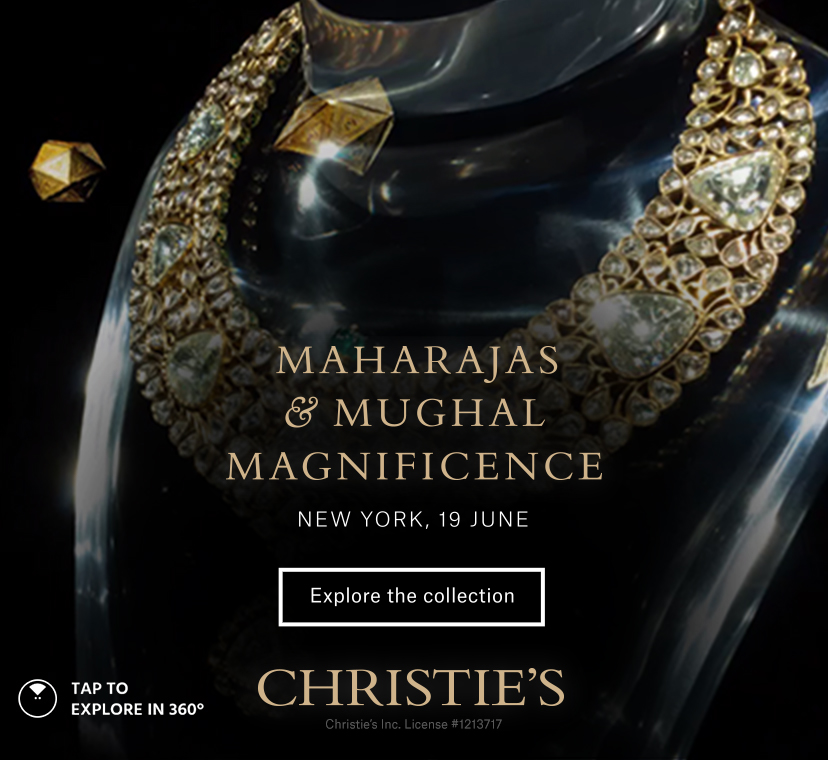 MAHARAJAS
& MUGHAL
MAGNIFICENCE
NEW YORK, 19 JUNE
Explore the collection
CHRISTIE'S
Christie's Inc. License #1213717
TAP TO
EXPLORE IN 360°